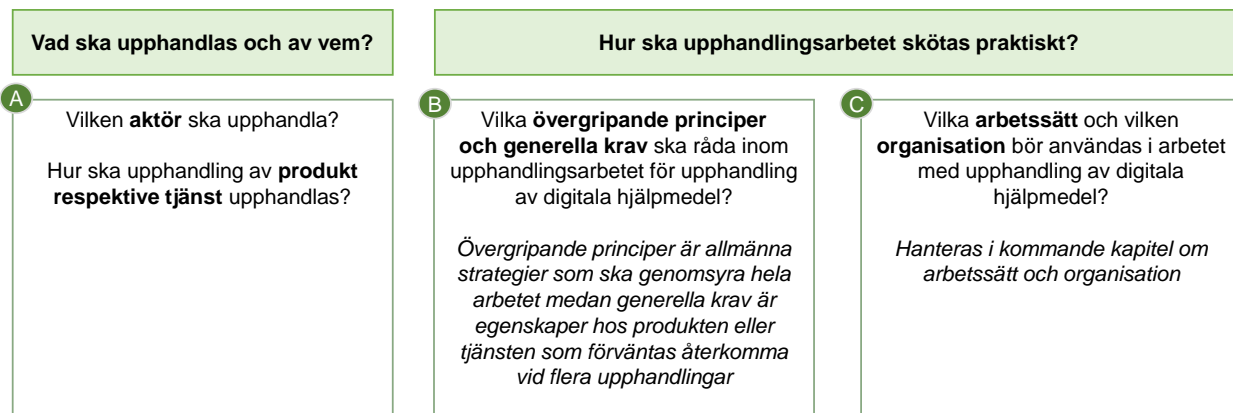 Vad ska upphandlas och av vem?
Hur ska upphandlingsarbetet skötas praktiskt?
A
Vilken aktör ska upphandla?
Hur ska upphandling av produkt
respektive tjänst upphandlas?
B
Vilka övergripande principer
och generella krav ska råda inom
upphandlingsarbetet för upphandling
av digitala hjälpmedel?
Övergripande principer är allmänna
strategier som ska genomsyra hela
arbetet medan generella krav är
egenskaper hos produkten eller
tjänsten som förväntas återkomma
vid flera upphandlingar
C
Vilka arbetssätt och vilken
organisation bör användas i arbetet
med upphandling av digitala
hjälpmedel?
Hanteras i kommande kapitel om
arbetssätt och organisation